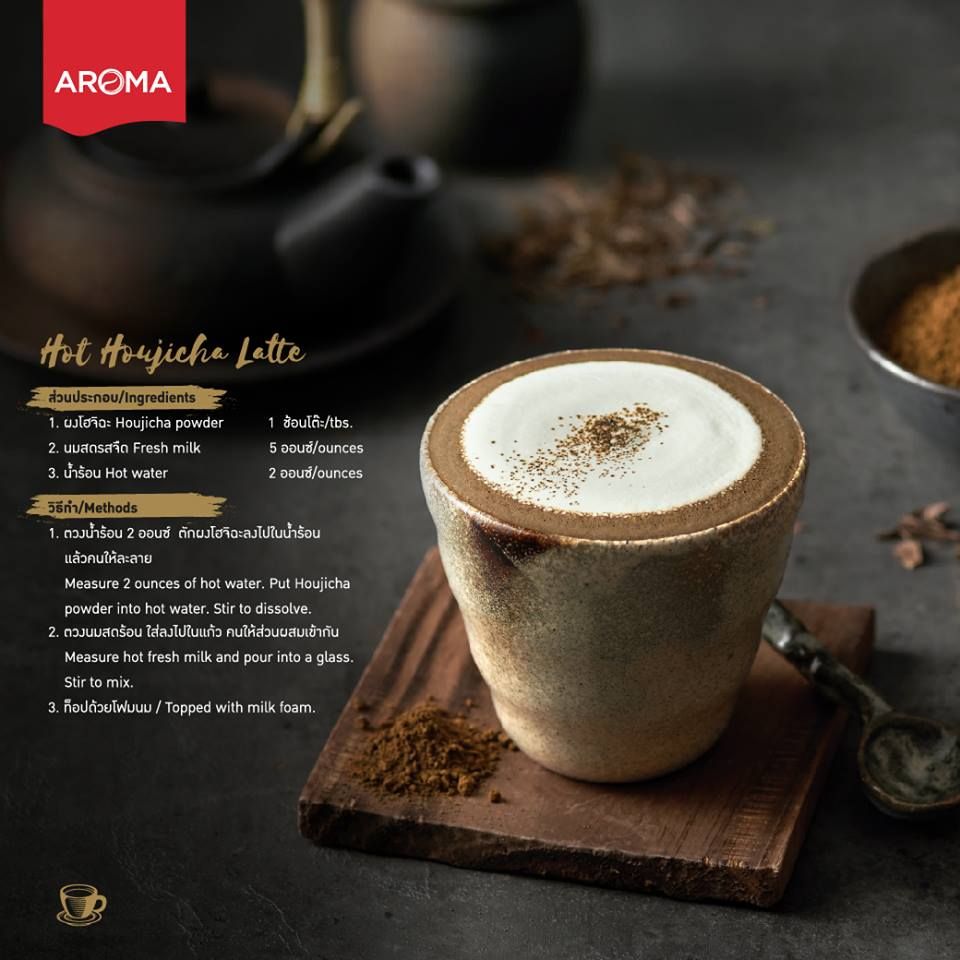 AROMA
Hot Houjicha Latte
ส่วนประกอบ/Ingredients
1. ผงโฮจิฉะ Houjicha powder 1 ช้อนโต๊ะ/tbs.
2. นมสดรสจืด Fresh milk 5 ออนซ์/ounces
3. น้ำร้อน Hot water 2 ออนซ์/ounces
วิธีทำ/Methods
1. ตวงน้ำร้อน 2 ออนซ์ ตักผงโฮจิฉะลงไปในน้ำร้อน
แล้วคนให้ละลาย
Measure 2 ounces of hot water. Put Houjicha
powder into hot water. Stir to dissolve.
2. ตวงนมสดร้อน ใส่ลงไปในแก้ว คนให้ส่วนผสมเข้ากัน
Measure hot fresh milk and pour into a glass.
Stir to mix.
3. ท็อปด้วยโฟมนม / Topped with milk foam.